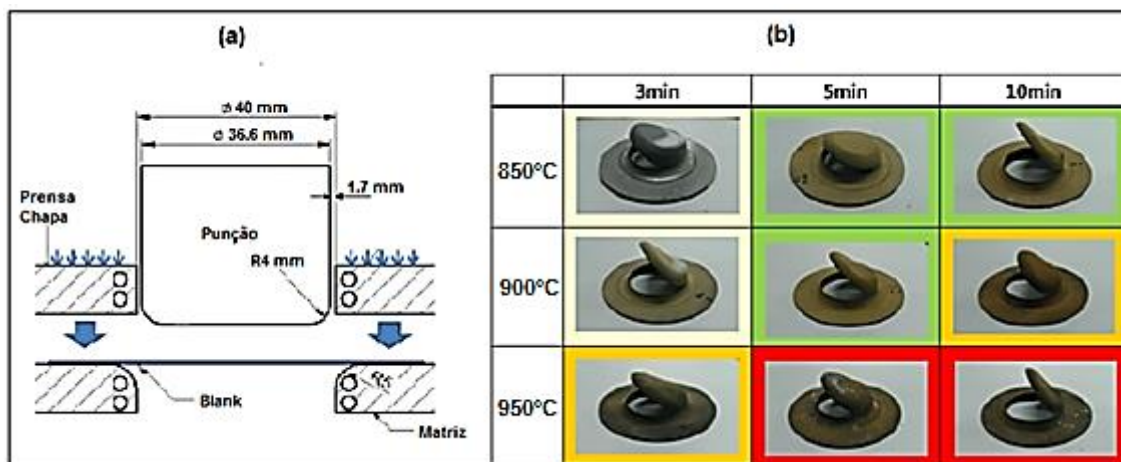 (a)
ø 40 mm
ø 36.6 mm
1.7 mm
Prensa
Chapa
Punção
R4 mm
Blank
Matriz
(b)
3min 5min 10min
850°C
900°C
950°C